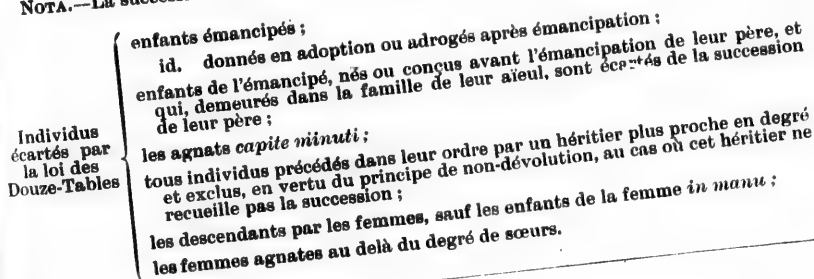 NOTA.—La
enfants émancipés ;
id. donnés en adoption ou adrogés après émancipation ;
enfants de l'émancipé, nés ou conçus avant l'émancipation de leur père, et
qui, demeurés dans la famille de leur aïeul, sont écartés de la succession
de leur père ;
les agnats capite minuti ;
tous individus précédés dans leur ordre par un héritier plus proche en degré
et exclus, en vertu du principe de non-dévolution, au cas où cet héritier ne
recueille pas la succession ;
les descendants par les femmes, sauf les enfants de la femme in manu ;
les femmes agnates au delà du degré de sœurs.
Individus
écartés par
la loi des
Douze-Tables